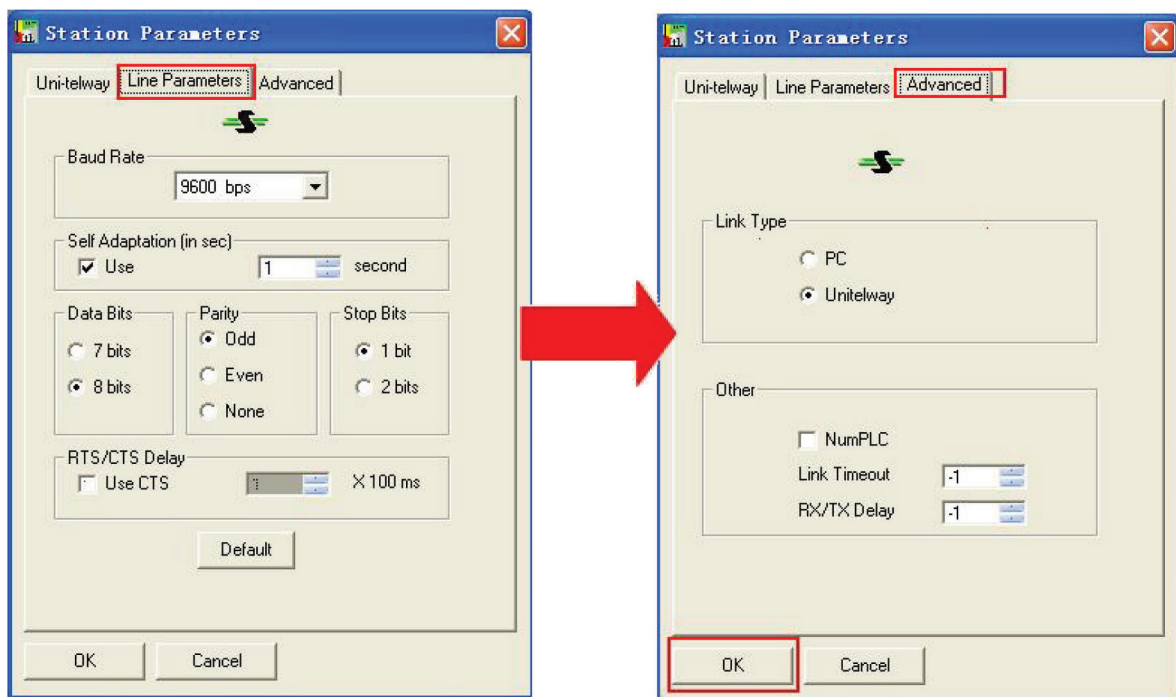 Station Parameters
Uni-telway Line Parameters Advanced
Baud Rate
9600 bps
Self Adaptation (in sec)
Use 1 second
Data Bits
7 bits
8 bits
Parity
Odd
Even
None
Stop Bits
1 bit
2 bits
RTS/CTS Delay
Use CTS 1 X 100 ms
Default
OK Cancel
Station Parameters
Uni-telway Line Parameters Advanced
Link Type
PC
Unitelway
Other
NumPLC
Link Timeout -1
RX/TX Delay -1
OK Cancel